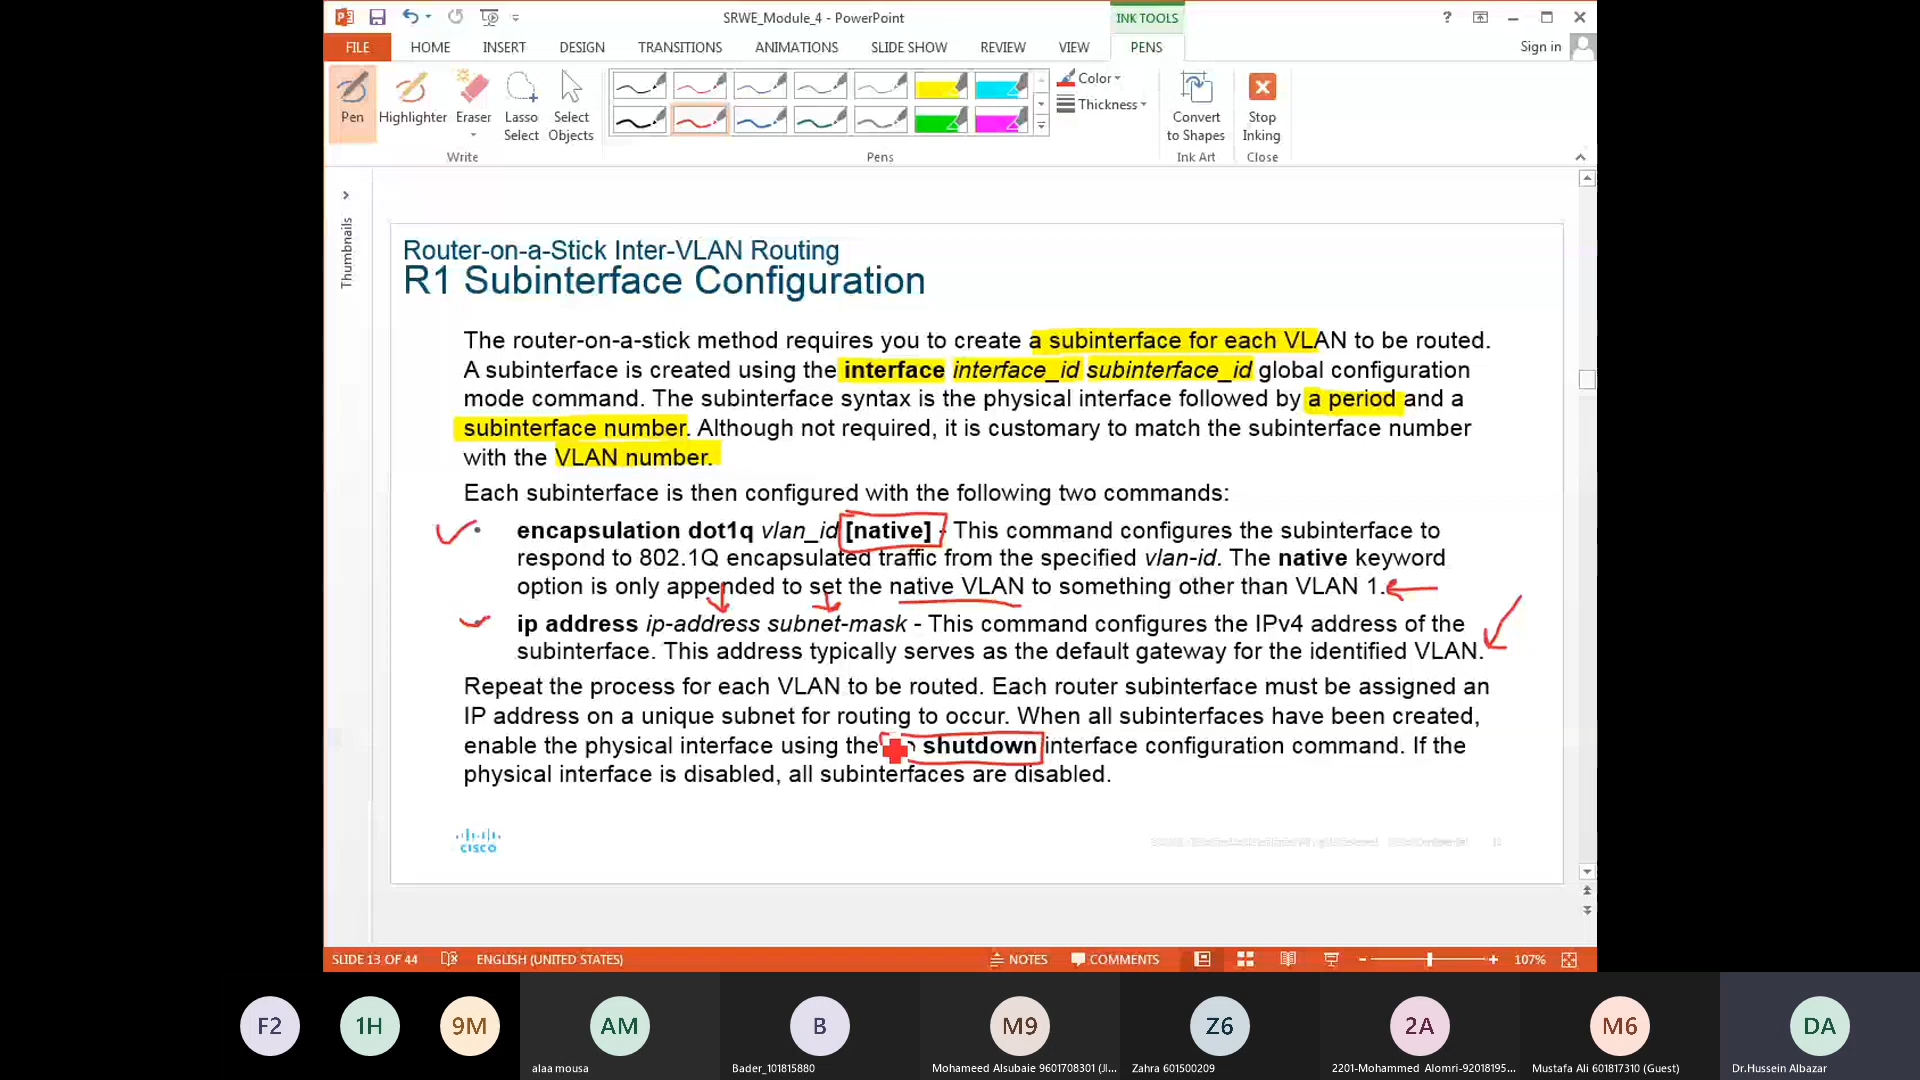 SRWE_Module_4 - PowerPoint
INK TOOLS
FILE
HOME
INSERT
DESIGN
TRANSITIONS
ANIMATIONS
SLIDE SHOW
REVIEW
VIEW
PENS
Sign in
Pen
Highlighter
Eraser
Lasso
Select
Select
Objects
Color
Thickness
Convert
to Shapes
Stop
Inking
Write
Pens
Ink Art
Close
Thumbnails
Router-on-a-Stick Inter-VLAN Routing
R1 Subinterface Configuration
The router-on-a-stick method requires you to create a subinterface for each VLAN to be routed.
A subinterface is created using the interface interface_id subinterface_id global configuration
mode command. The subinterface syntax is the physical interface followed by a period and a
subinterface number. Although not required, it is customary to match the subinterface number
with the VLAN number.
Each subinterface is then configured with the following two commands:
• encapsulation dot1q vlan_id [native] - This command configures the subinterface to
respond to 802.1Q encapsulated traffic from the specified vlan-id. The native keyword
option is only appended to set the native VLAN to something other than VLAN 1.
• ip address ip-address subnet-mask - This command configures the IPv4 address of the
subinterface. This address typically serves as the default gateway for the identified VLAN.
Repeat the process for each VLAN to be routed. Each router subinterface must be assigned an
IP address on a unique subnet for routing to occur. When all subinterfaces have been created,
enable the physical interface using the shutdown interface configuration command. If the
physical interface is disabled, all subinterfaces are disabled.
CISCO
SLIDE 13 OF 44
ENGLISH (UNITED STATES)
NOTES
COMMENTS
107%
F2
1H
9M
AM
B
M9
Z6
2A
M6
DA
alaa mousa
Bader_101815880
Mohameed Alsubaie 9601708301 (JI...
Zahra 601500209
2201-Mohammed Alomri-92018195...
Mustafa Ali 601817310 (Guest)
Dr.Hussein Albazar